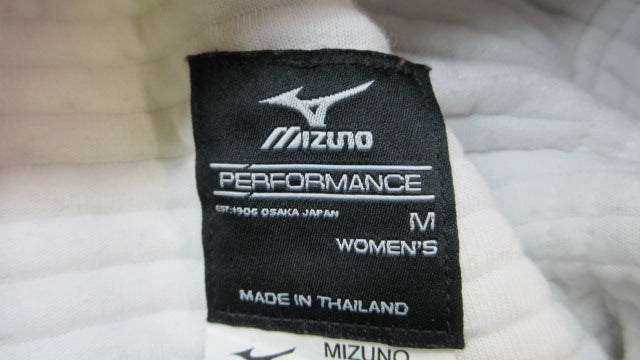 MIZUNO
PERFORMANCE
EST.1906 OSAKA JAPAN
M
WOMEN'S
MADE IN THAILAND
MIZUNO